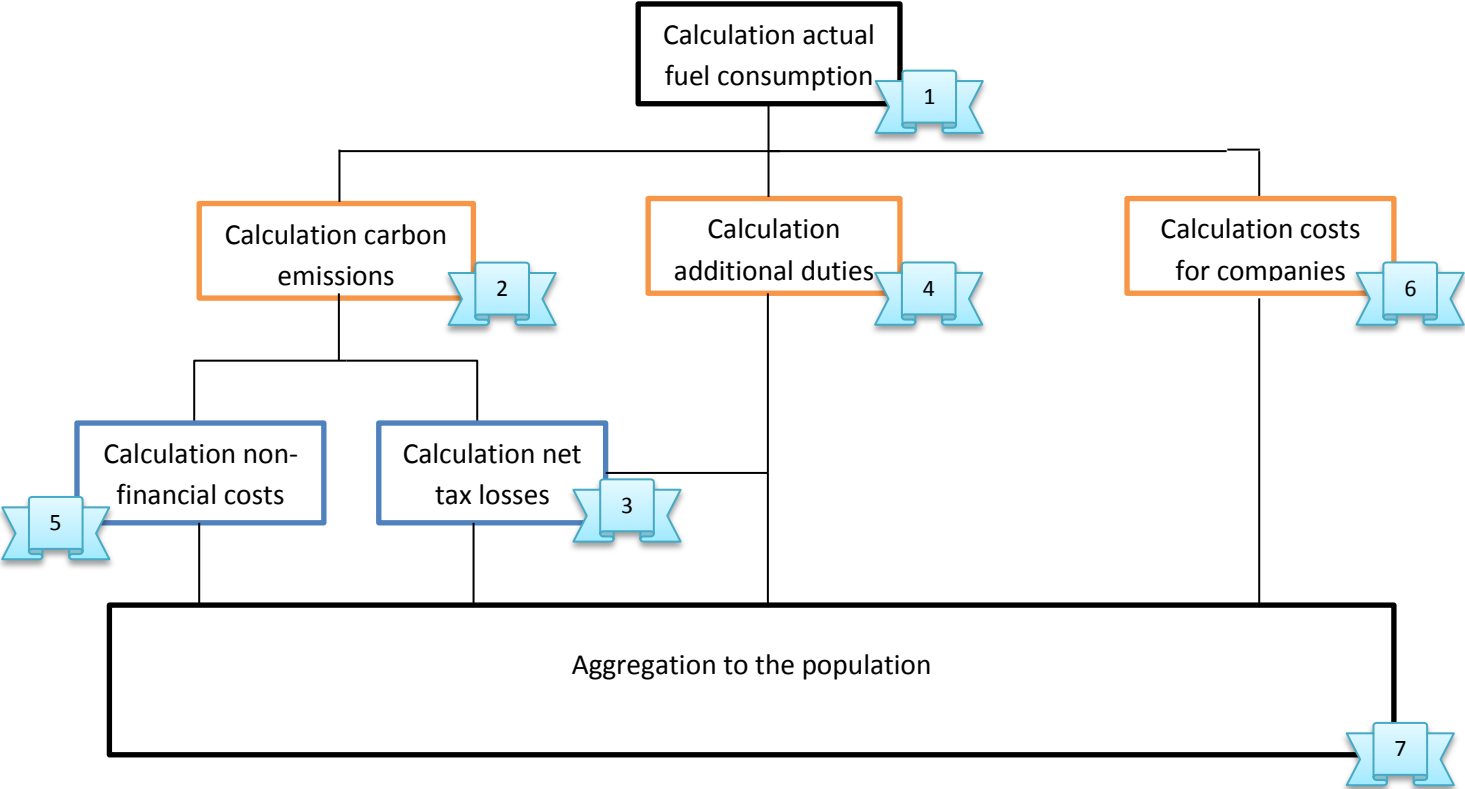 Calculation actual
fuel consumption
1
Calculation carbon
emissions
2
Calculation
additional duties
4
Calculation costs
for companies
6
Calculation non-
financial costs
5
Calculation net
tax losses
3
Aggregation to the population
7